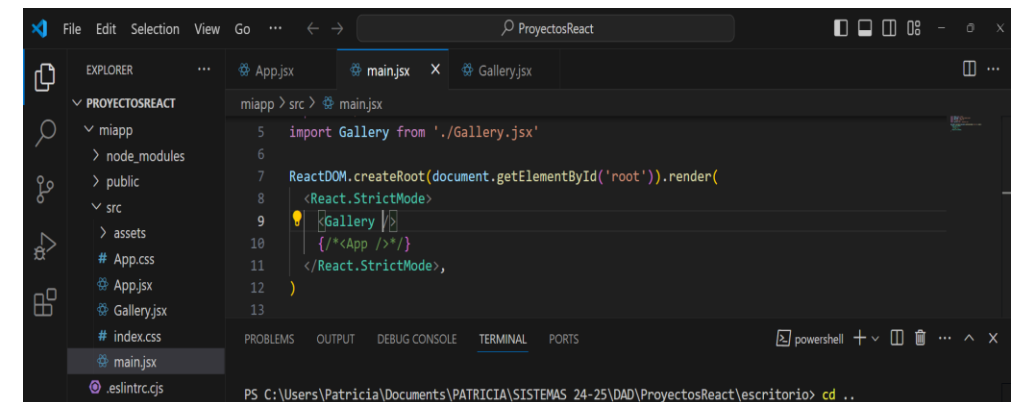 File Edit Selection View Go ··· ← → ProyectosReact
EXPLORER ···
PROYECTOSREACT
miapp
node_modules
public
src
assets
# App.css
App.jsx
Gallery.jsx
# index.css
main.jsx
.eslintrc.cjs
App.jsx main.jsx X Gallery.jsx ···
miapp > src > main.jsx
5 import Gallery from './Gallery.jsx'
6
7 ReactDOM.createRoot(document.getElementById('root')).render(
8 <React.StrictMode>
9 <Gallery />
10 {/*<App />*/}
11 </React.StrictMode>,
12 )
13
PROBLEMS OUTPUT DEBUG CONSOLE TERMINAL PORTS powershell
PS C:\Users\Patricia\Documents\PATRICIA\SISTEMAS 24-25\DAD\ProyectosReact\escritorio> cd ..